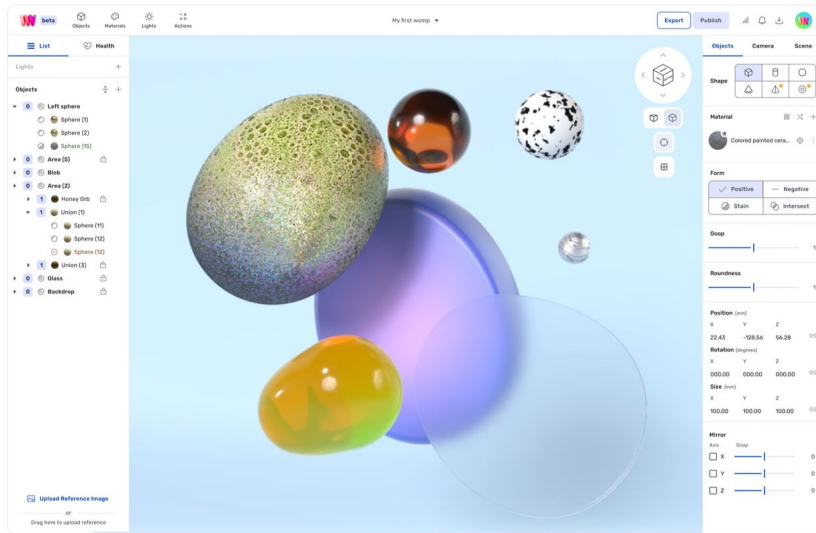 beta
Objects
Materials
Lights
Actions
My first womp
Export
Publish
List
Health
Lights
Objects
0 Left sphere
Sphere (1)
Sphere (2)
Sphere (15)
0 Area (5)
0 Blob
0 Area (2)
1 Honey Orb
1 Union (1)
Sphere (11)
Sphere (12)
Sphere (12)
1 Union (3)
0 Glass
0 Backdrop
Upload Reference Image
or
Drag here to upload reference
Objects Camera Scene
Shape
Material
Colored painted cera...
Form
Positive Negative
Stain Intersect
Goop
Roundness
Position (mm)
X Y Z
22.43 -128.56 56.28
Rotation (degrees)
X Y Z
000.00 000.00 000.00
Size (mm)
X Y Z
100.00 100.00 100.00
Mirror
Axis Goop
X 0
Y 0
Z 0